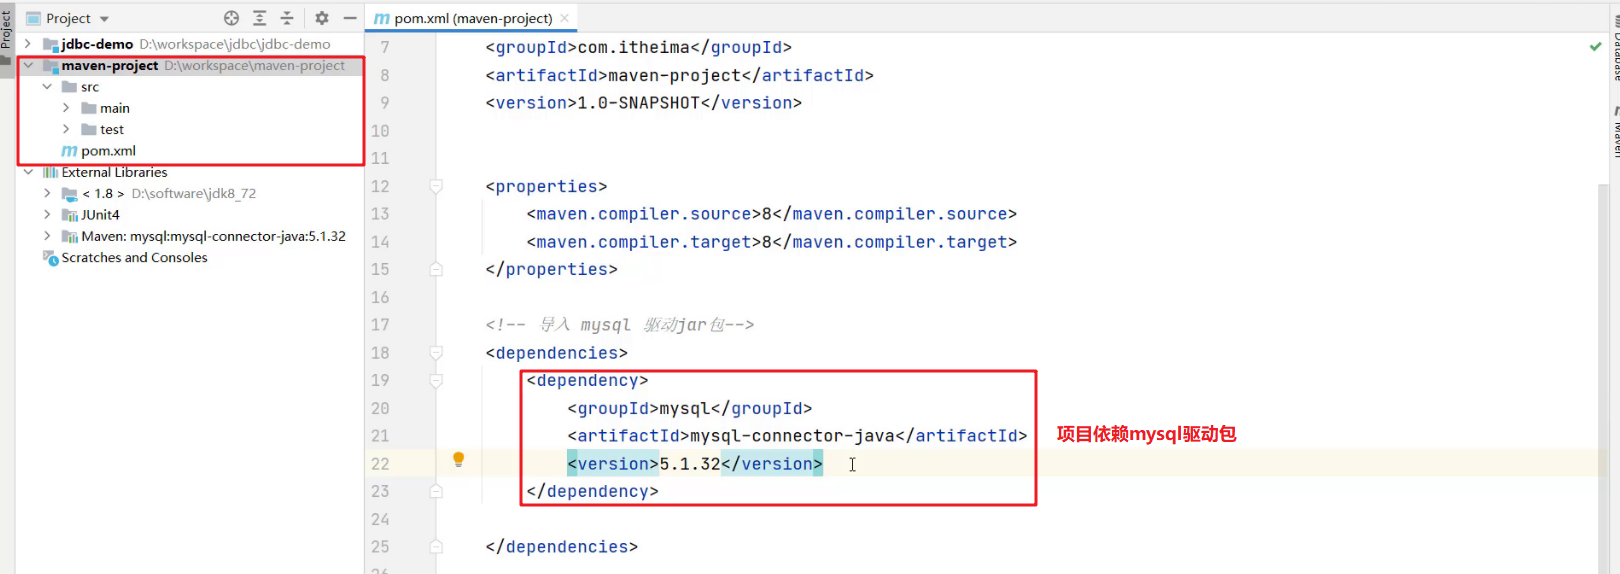 Project
Project
jdbc-demo D:\workspace\jdbc\jdbc-demo
maven-project D:\workspace\maven-project
src
main
test
pom.xml
External Libraries
< 1.8 > D:\software\jdk8_72
JUnit4
Maven: mysql:mysql-connector-java:5.1.32
Scratches and Consoles
pom.xml (maven-project)
7 <groupId>com.itheima</groupId>
8 <artifactId>maven-project</artifactId>
9 <version>1.0-SNAPSHOT</version>
10
11
12 <properties>
13 <maven.compiler.source>8</maven.compiler.source>
14 <maven.compiler.target>8</maven.compiler.target>
15 </properties>
16
17 <!-- 导入 mysql 驱动jar包-->
18 <dependencies>
19 <dependency>
20 <groupId>mysql</groupId>
21 <artifactId>mysql-connector-java</artifactId>
22 <version>5.1.32</version>
23 </dependency>
24
25 </dependencies>
26
项目依赖mysql驱动包
Database
Maven